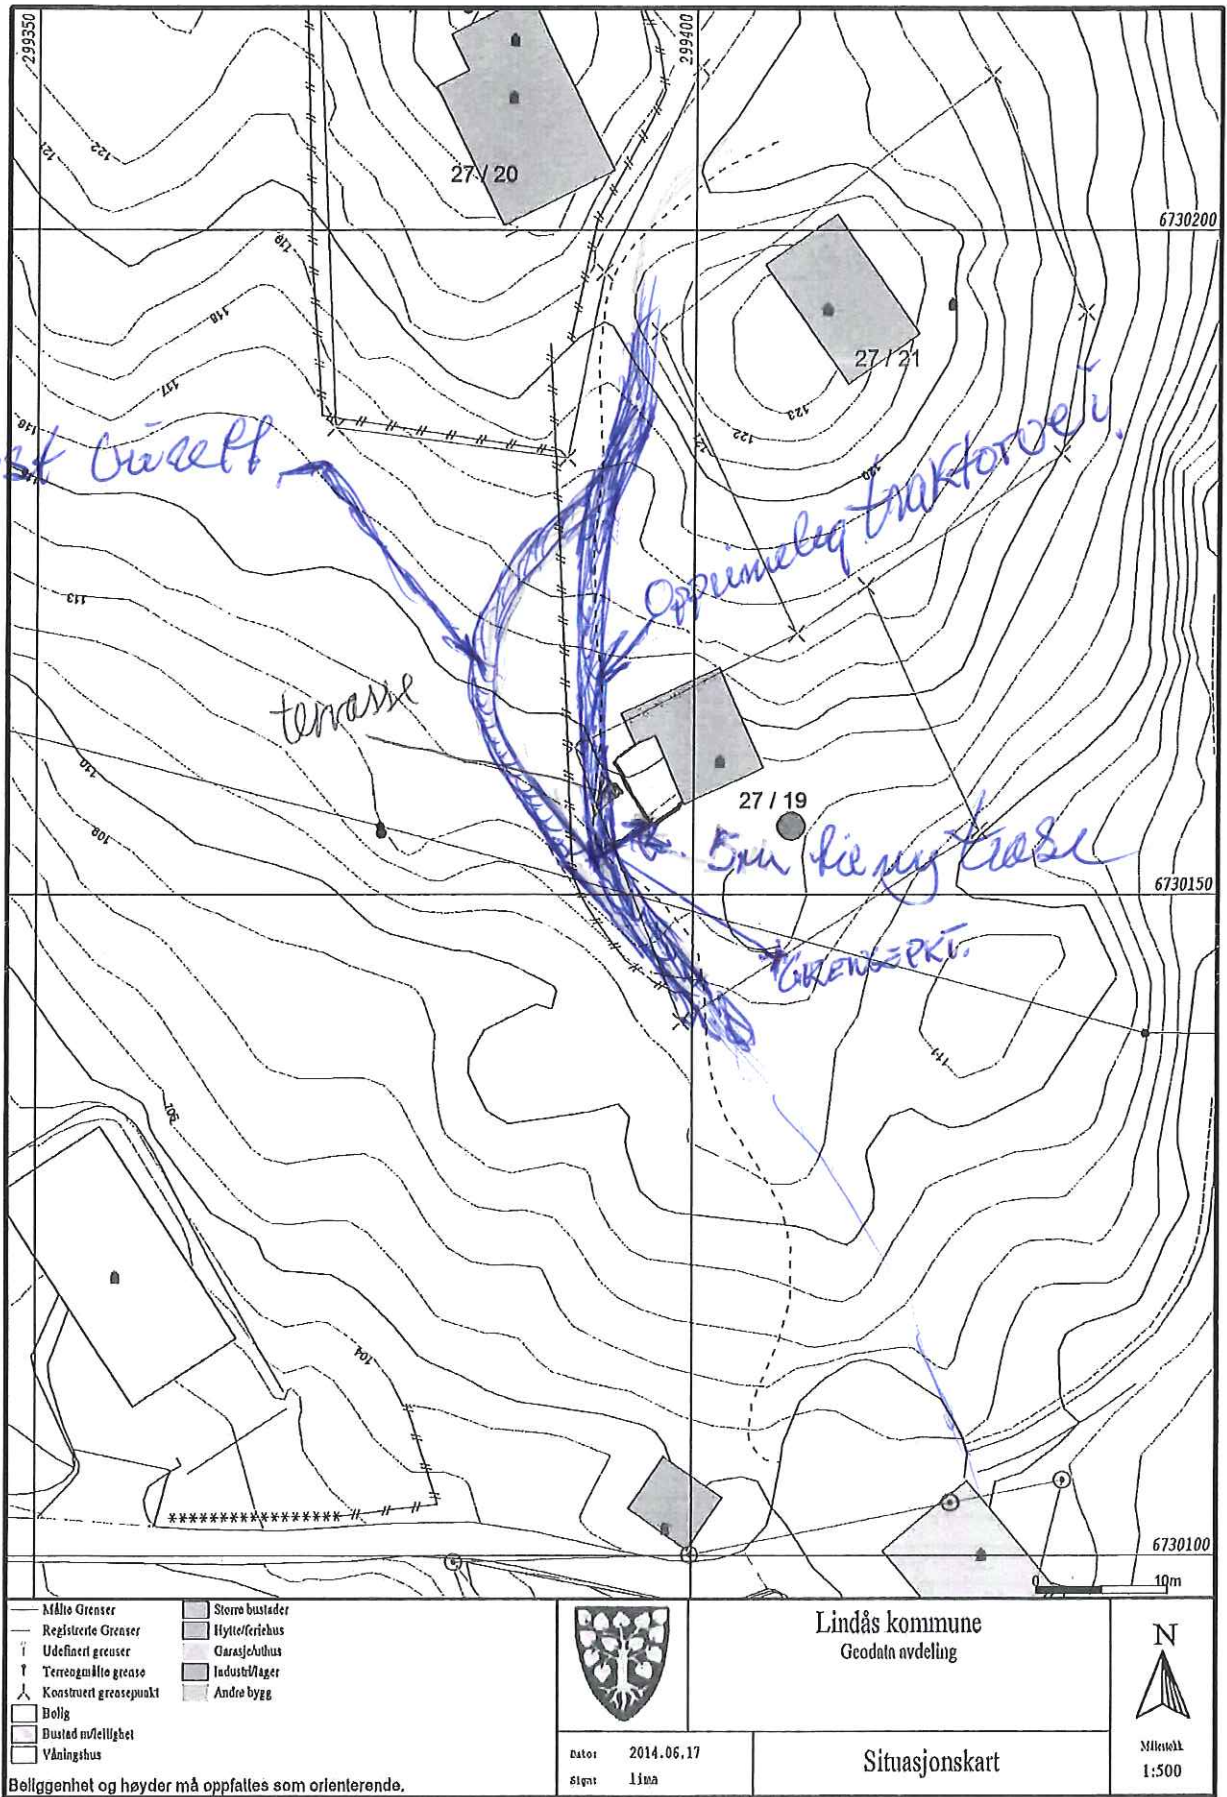 299350
299400
122
121
27 / 20
6730200
119
118
117
116
27 / 21
123
122
121
120
Oppimeleg traktorvei.
113
terrasse
110
108
27 / 19
5m
ny
6730150
GRENSEPKT.
111
106
104
6730100
0 10m
Målte Grenser
Registrerte Grenser
Udefinert grenser
Terrengmålte grense
Konstruert grensepunkt
Bolig
Bustad m/leilighet
Våningshus
Større bustader
Hytte/feriehus
Garasje/uthus
Industri/lager
Andre bygg
Beliggenhet og høyder må oppfattes som orienterende.
Lindås kommune
Geodata avdeling
Dato: 2014.06.17
Sign: lima
Situasjonskart
N
Målestokk
1:500